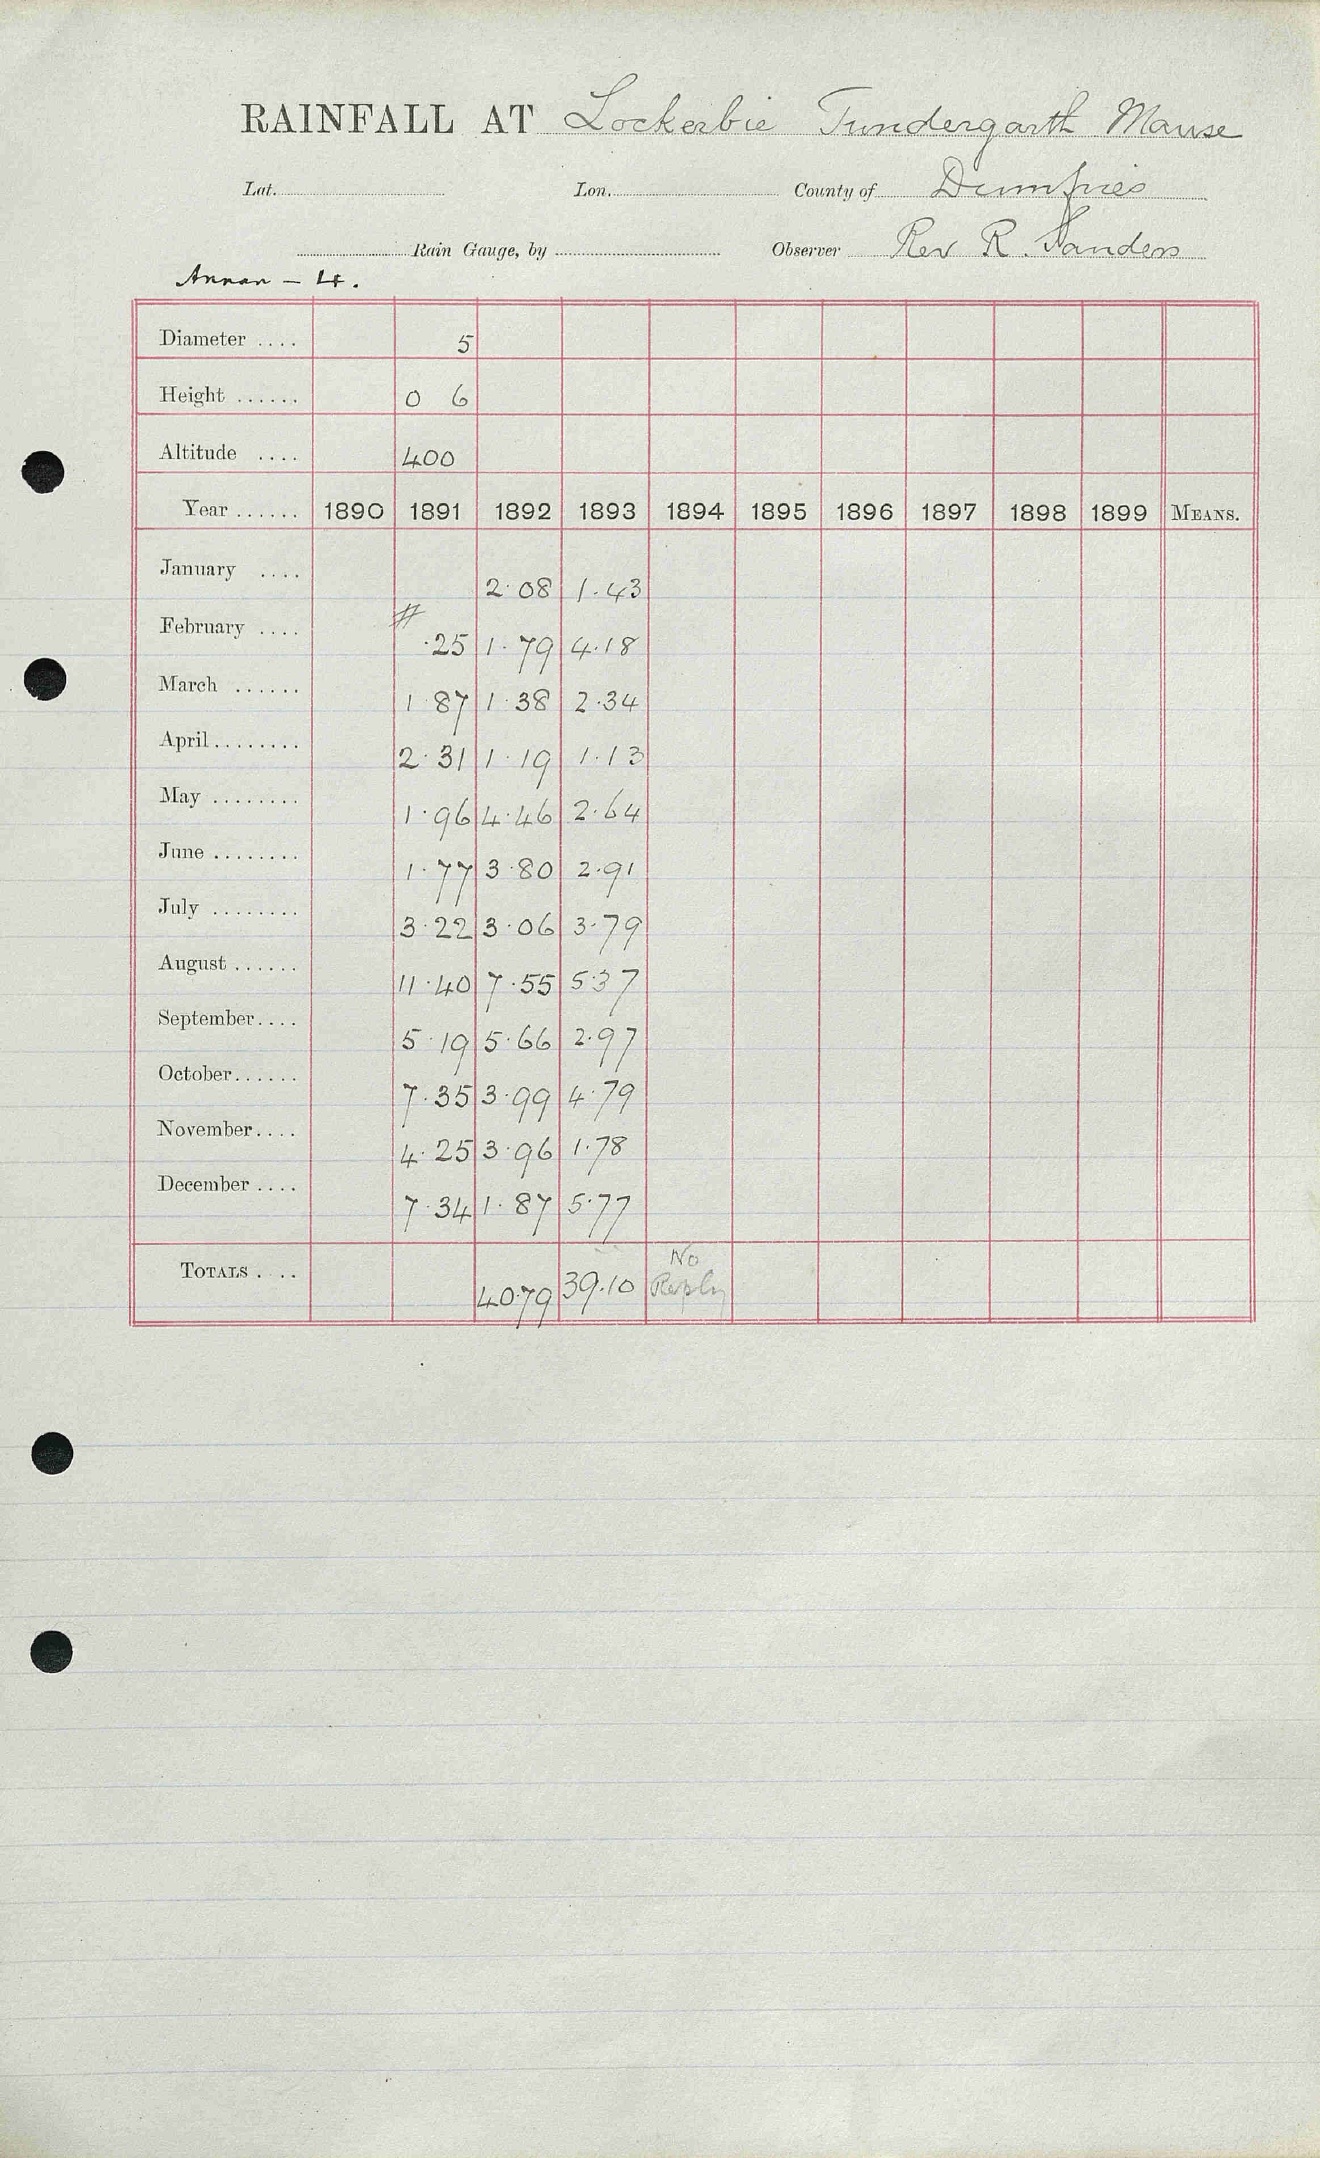 RAINFALL AT Lockerbie Tundergarth Manse
Lat. Lon. County of Dumfries
Rain Gauge, by Observer Rev R. Sanders
Annan - 4.
Diameter .... 5
Height ...... 0 6
Altitude .... 400
Year ...... 1890 1891 1892 1893 1894 1895 1896 1897 1898 1899 MEANS.
January .... 2.08 1.43
February .... # .25 1.79 4.18
March ...... 1.87 1.38 2.34
April........ 2.31 1.19 1.13
May ........ 1.96 4.46 2.64
June ........ 1.77 3.80 2.91
July ........ 3.22 3.06 3.79
August ...... 11.40 7.55 5.37
September.... 5.19 5.66 2.97
October...... 7.35 3.99 4.79
November.... 4.25 3.96 1.78
December .... 7.34 1.87 5.77
TOTALS .... 40.79 39.10 No Reply